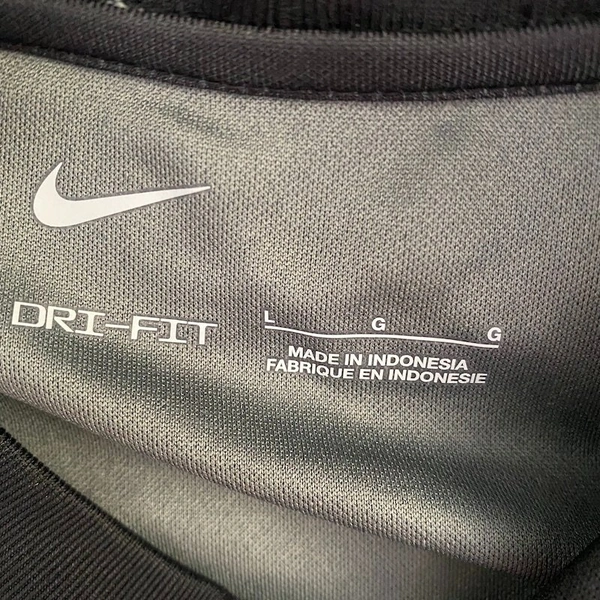 DRI-FIT
L G G
MADE IN INDONESIA
FABRIQUE EN INDONESIE